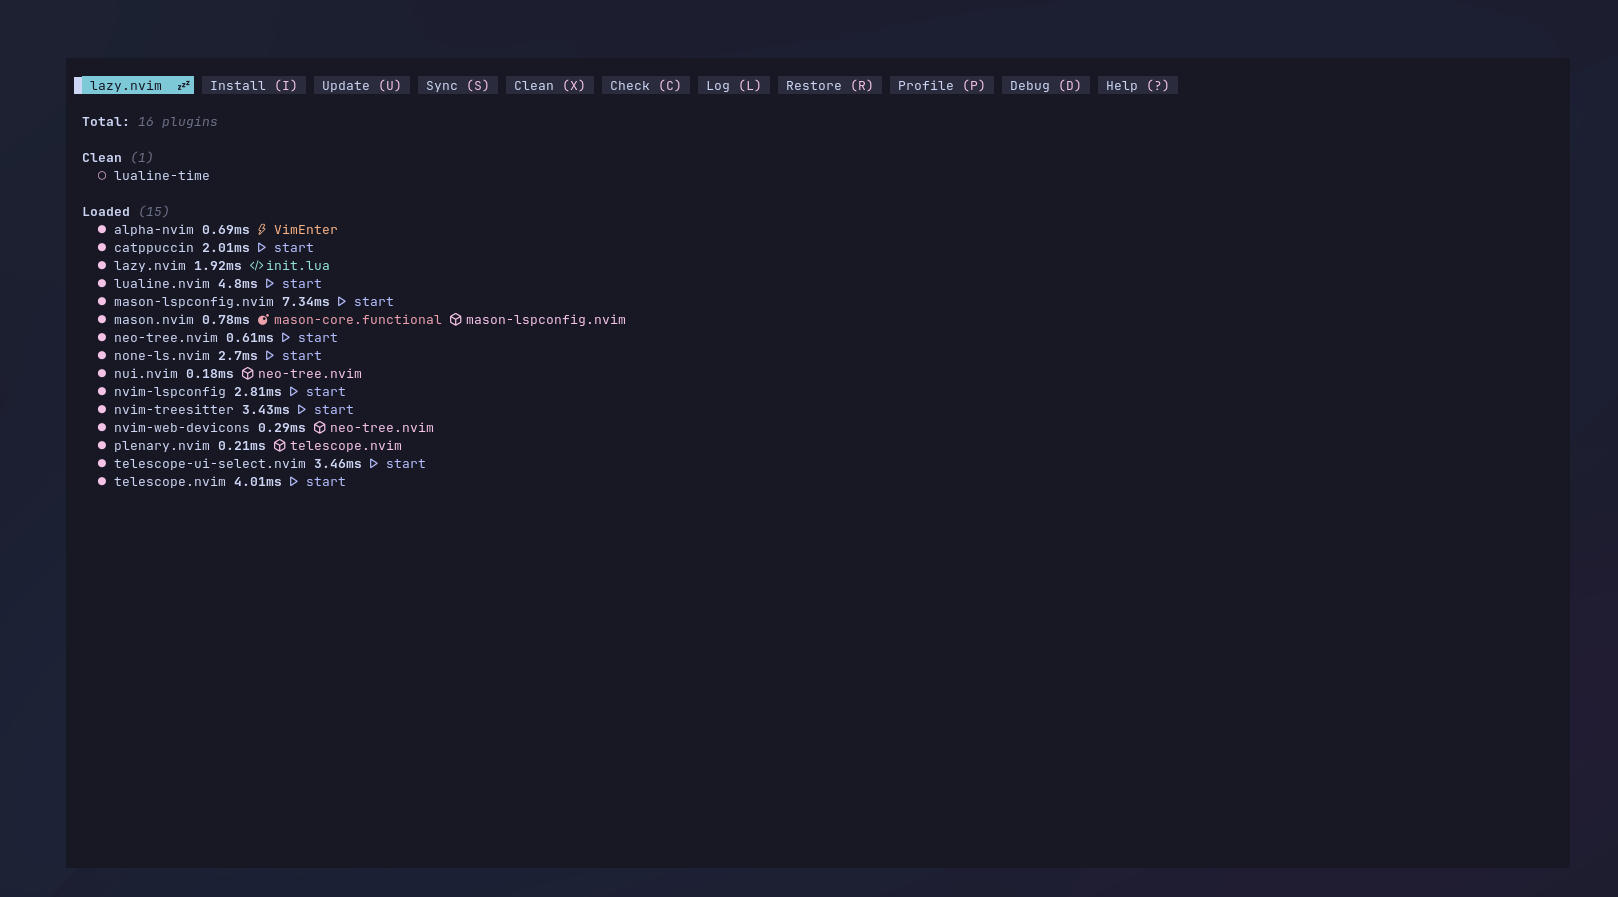 lazy.nvim zzz Install (I) Update (U) Sync (S) Clean (X) Check (C) Log (L) Restore (R) Profile (P) Debug (D) Help (?)
Total: 16 plugins
Clean (1)
○ lualine-time
Loaded (15)
● alpha-nvim 0.69ms VimEnter
● catppuccin 2.01ms start
● lazy.nvim 1.92ms </> init.lua
● lualine.nvim 4.8ms start
● mason-lspconfig.nvim 7.34ms start
● mason.nvim 0.78ms mason-core.functional mason-lspconfig.nvim
● neo-tree.nvim 0.61ms start
● none-ls.nvim 2.7ms start
● nui.nvim 0.18ms neo-tree.nvim
● nvim-lspconfig 2.81ms start
● nvim-treesitter 3.43ms start
● nvim-web-devicons 0.29ms neo-tree.nvim
● plenary.nvim 0.21ms telescope.nvim
● telescope-ui-select.nvim 3.46ms start
● telescope.nvim 4.01ms start